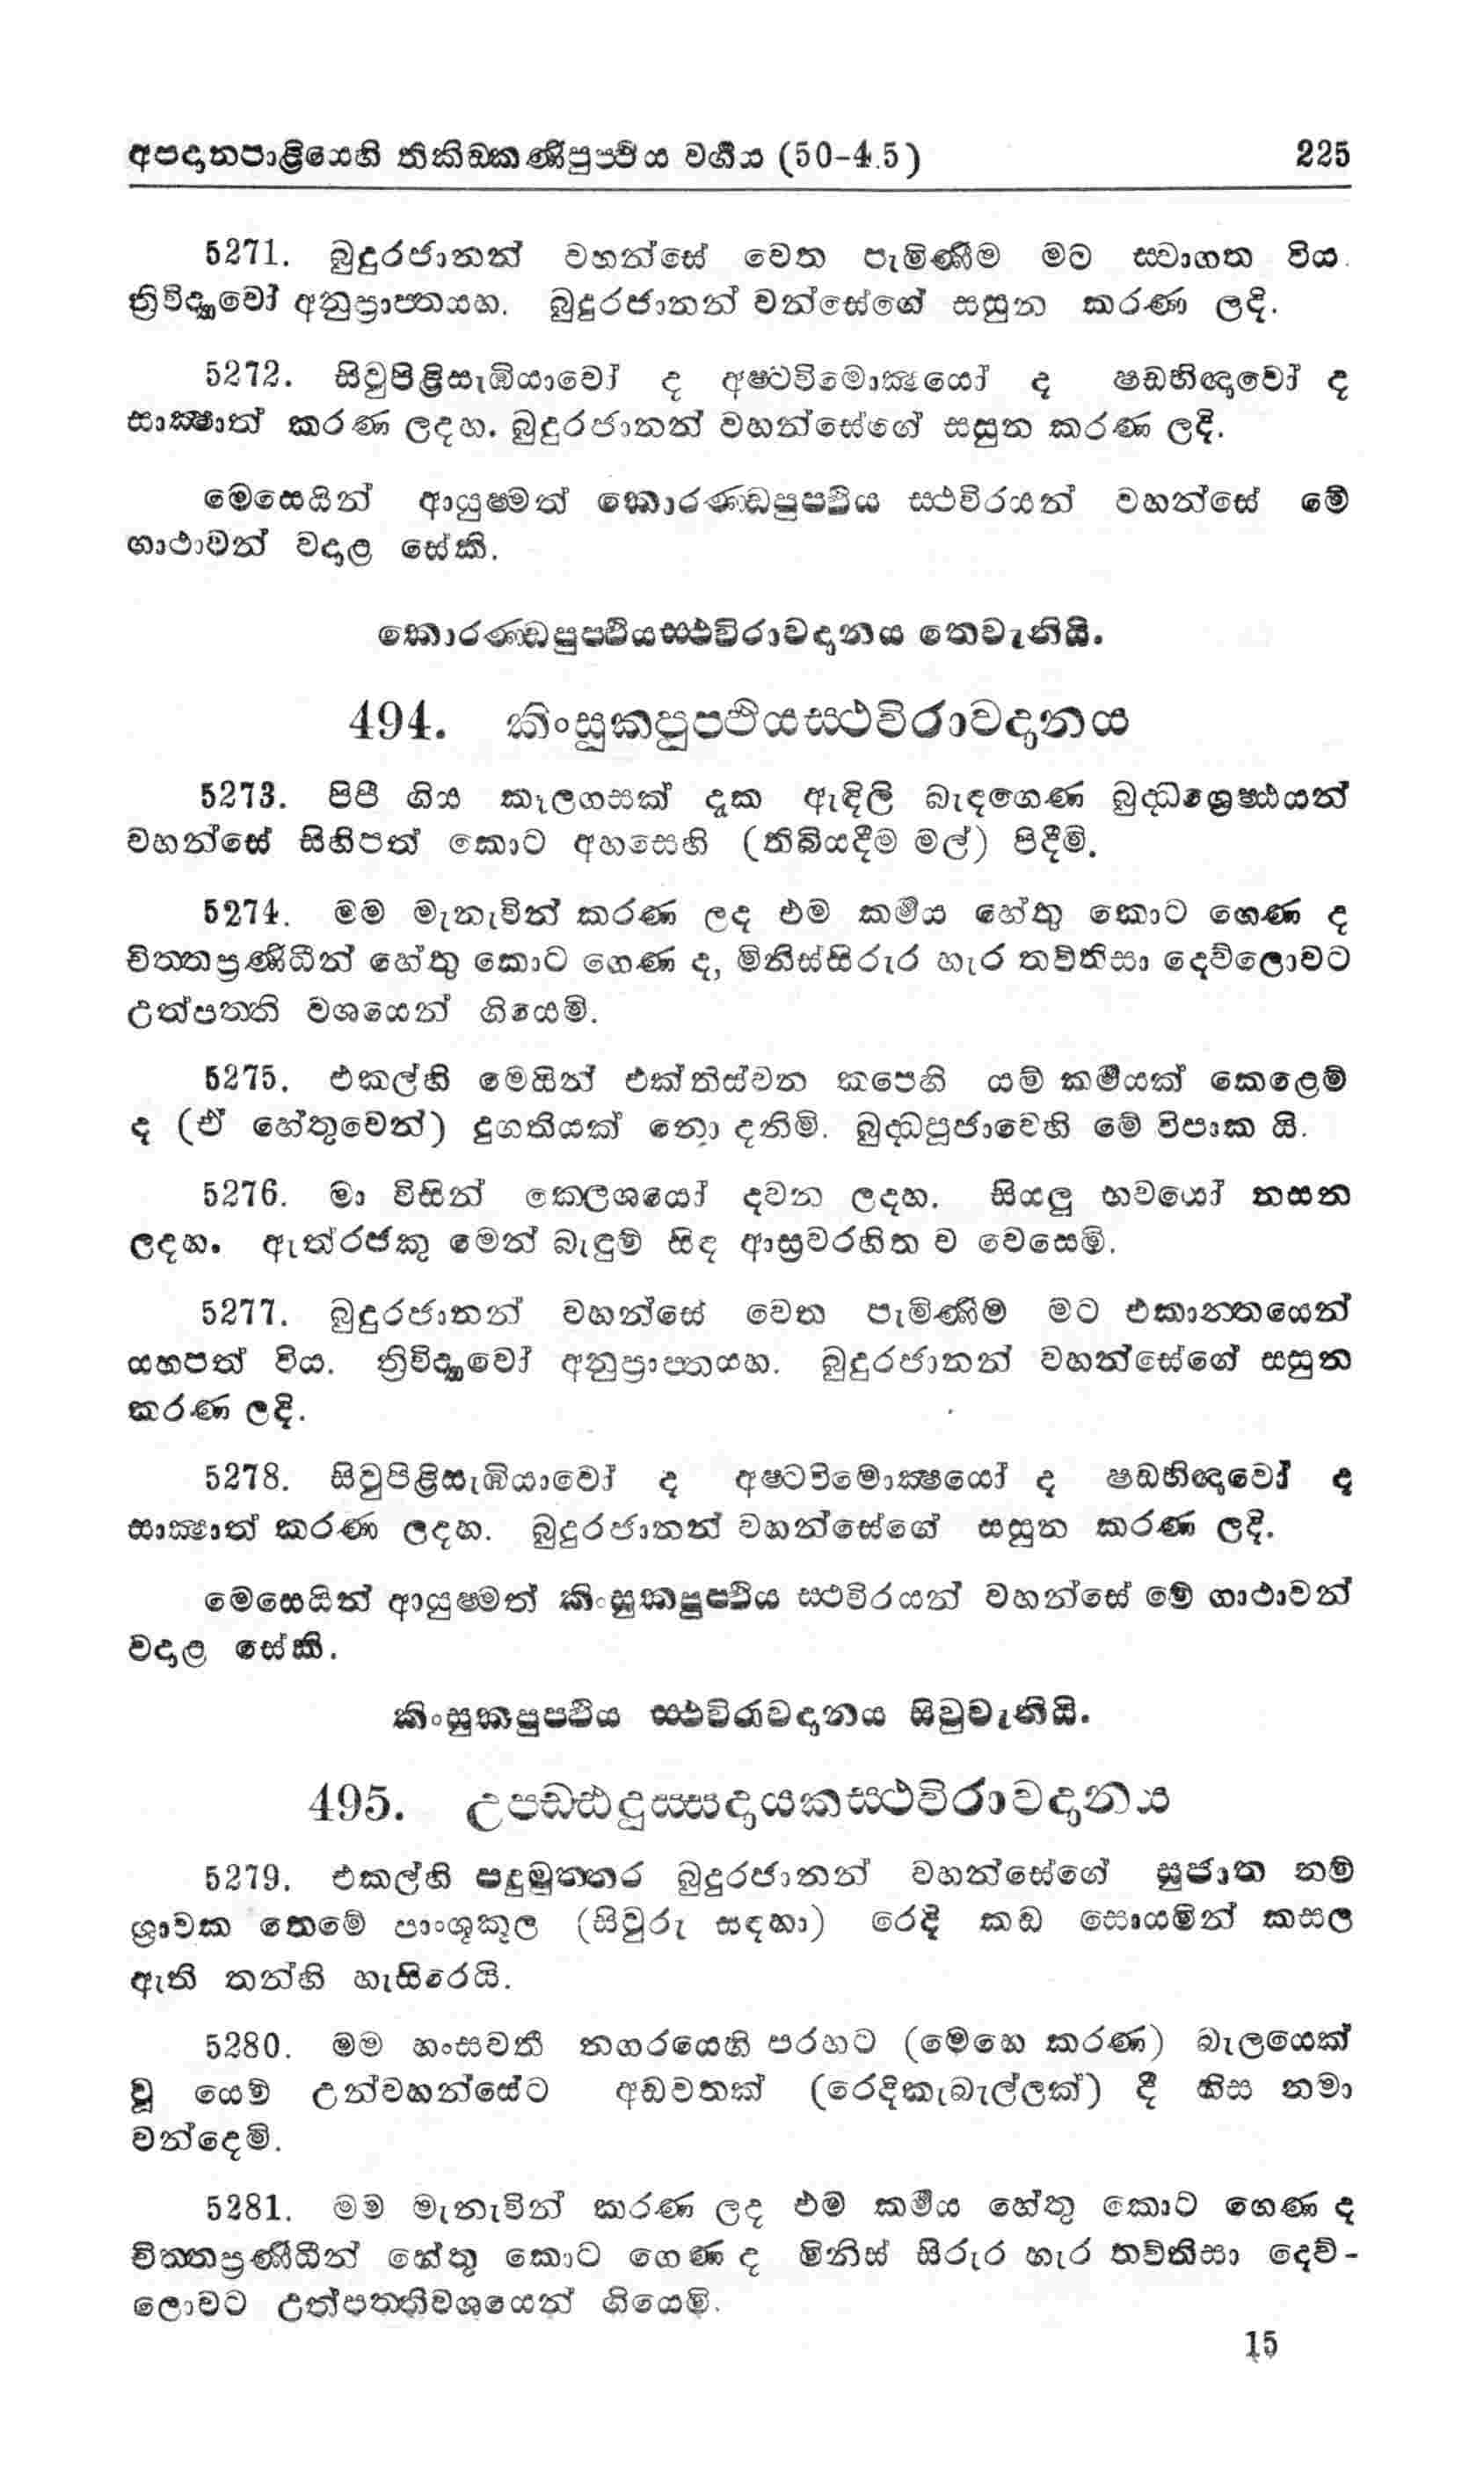 අපදානපාළියෙහි තිකිඞ්කණිපුප්ඵිය වර්ගය (50-4.5) 225
5271. බුදුරජානන් වහන්සේ වෙත පැමිණීම මට ස්වාගත විය.
ත්‍රිවිද්‍යාවෝ අනුප්‍රාප්තයහ. බුදුරජානන් වන්සේගේ සසුන කරණ ලදි.
5272. සිවුපිළිසැඹියාවෝ ද අෂ්ටවිමොක්‍ෂයෝ ද ෂඩභිඥාවෝ ද
සාක්‍ෂාත් කරණ ලදහ. බුදුරජානන් වහන්සේගේ සසුන කරණ ලදි.
මෙසෙයින් ආයුෂ්මත් කොරණ්ඩපුප්ඵිය ස්ථවිරයන් වහන්සේ මේ
ගාථාවන් වදාළ සේකි.
කොරණ්ඩපුප්ඵියස්ථවිරාවදානය තෙවැනියි.
494. කිංසුකපුප්ඵියස්ථවිරාවදානය
5273. පිපී ගිය කෑලගසක් දැක ඇඳිලි බැඳගෙණ බුද්ධශ්‍රේෂ්ඨයන්
වහන්සේ සිහිපත් කොට අහසෙහි (තිබියදීම මල්) පිදීමි.
5274. මම මැනැවින් කරණ ලද එම කර්මය හේතු කොට ගෙණ ද
චිත්තප්‍රණිධීන් හේතු කොට ගෙණ ද, මිනිස්සිරුර හැර තව්තිසා දෙව්ලොවට
උත්පත්ති වශයෙන් ගියෙමි.
5275. එකල්හි මෙයින් එක්තිස්වන කපෙහි යම් කර්මයක් කෙළෙම්
ද (ඒ හේතුවෙන්) දුගතියක් නො දනිමි. බුද්ධපූජාවෙහි මේ විපාක යි.
5276. මා විසින් කෙලශයෝ දවන ලදහ. සියලු භවයෝ නසන
ලදහ. ඇත්රජකු මෙන් බැඳුම් සිඳ ආස්‍රවරහිත ව වෙසෙමි.
5277. බුදුරජානන් වහන්සේ වෙත පැමිණීම මට එකාන්තයෙන්
යහපත් විය. ත්‍රිවිද්‍යාවෝ අනුප්‍රාප්තයහ. බුදුරජානන් වහන්සේගේ සසුන
කරණ ලදි.
5278. සිවුපිළිසැඹියාවෝ ද අෂ්ටවිමොක්‍ෂයෝ ද ෂඩභිඥාවෝ ද
සාක්‍ෂාත් කරණ ලදහ. බුදුරජානන් වහන්සේගේ සසුන කරණ ලදි.
මෙසෙයින් ආයුෂ්මත් කිංසුකපුප්ඵිය ස්ථවිරයන් වහන්සේ මේ ගාථාවන්
වදාළ සේකි.
කිංසුකපුප්ඵිය ස්ථවිරාවදානය සිවුවැනියි.
495. උපඩ්ඪදුස්සදායකස්ථවිරාවදානය
5279. එකල්හි පදුමුත්තර බුදුරජානන් වහන්සේගේ සුජාත නම්
ශ්‍රාවක තෙමේ පාංශුකූල (සිවුරු සඳහා) රෙදි කඩ සොයමින් කසල
ඇති තන්හි හැසිරෙයි.
5280. මම හංසවතී නගරයෙහි පරහට (මෙහෙ කරණ) බැලයෙක්
වූ යෙම් උන්වහන්සේට අඩවතක් (රෙදිකැබැල්ලක්) දී හිස නමා
වන්දෙමි.
5281. මම මැනැවින් කරණ ලද එම කර්මය හේතු කොට ගෙණ ද
චිත්තප්‍රණිධීන් හේතු කොට ගෙණ ද මිනිස් සිරුර හැර තව්තිසා දෙව්-
ලොවට උත්පත්තිවශයෙන් ගියෙමි.
15